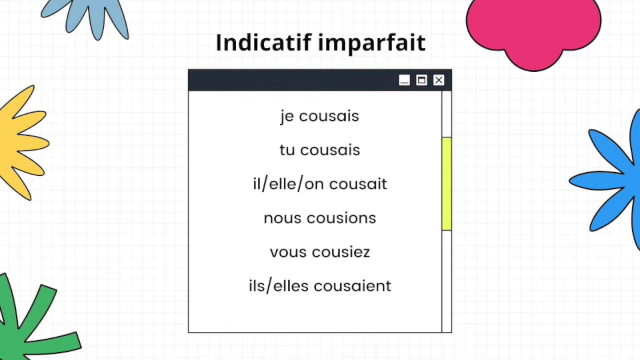 Indicatif imparfait
je cousais
tu cousais
il/elle/on cousait
nous cousions
vous cousiez
ils/elles cousaient